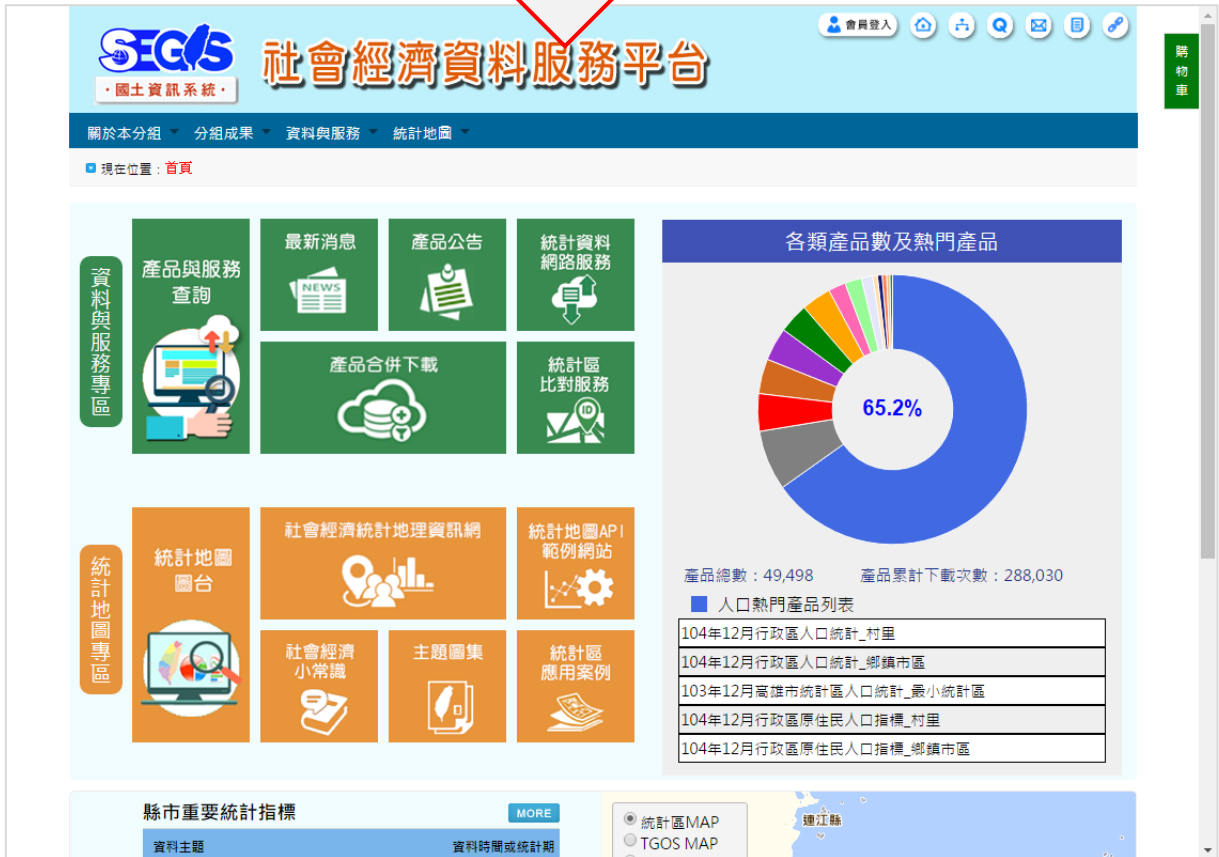 會員登入
SEGIS
·國土資訊系統·
社會經濟資料服務平台
購物車
關於本分組 分組成果 資料與服務 統計地圖
現在位置：首頁
資料與服務專區
產品與服務
查詢
最新消息
NEWS
產品公告
統計資料
網路服務
產品合併下載
統計區
比對服務
ID
統計地圖專區
統計地圖
圖台
社會經濟統計地理資訊網
統計地圖API
範例網站
社會經濟
小常識
主題圖集
統計區
應用案例
各類產品數及熱門產品
65.2%
產品總數：49,498 產品累計下載次數：288,030
人口熱門產品列表
104年12月行政區人口統計_村里
104年12月行政區人口統計_鄉鎮市區
103年12月高雄市統計區人口統計_最小統計區
104年12月行政區原住民人口指標_村里
104年12月行政區原住民人口指標_鄉鎮市區
縣市重要統計指標
MORE
資料主題 資料時間或統計期
統計區MAP
TGOS MAP
連江縣